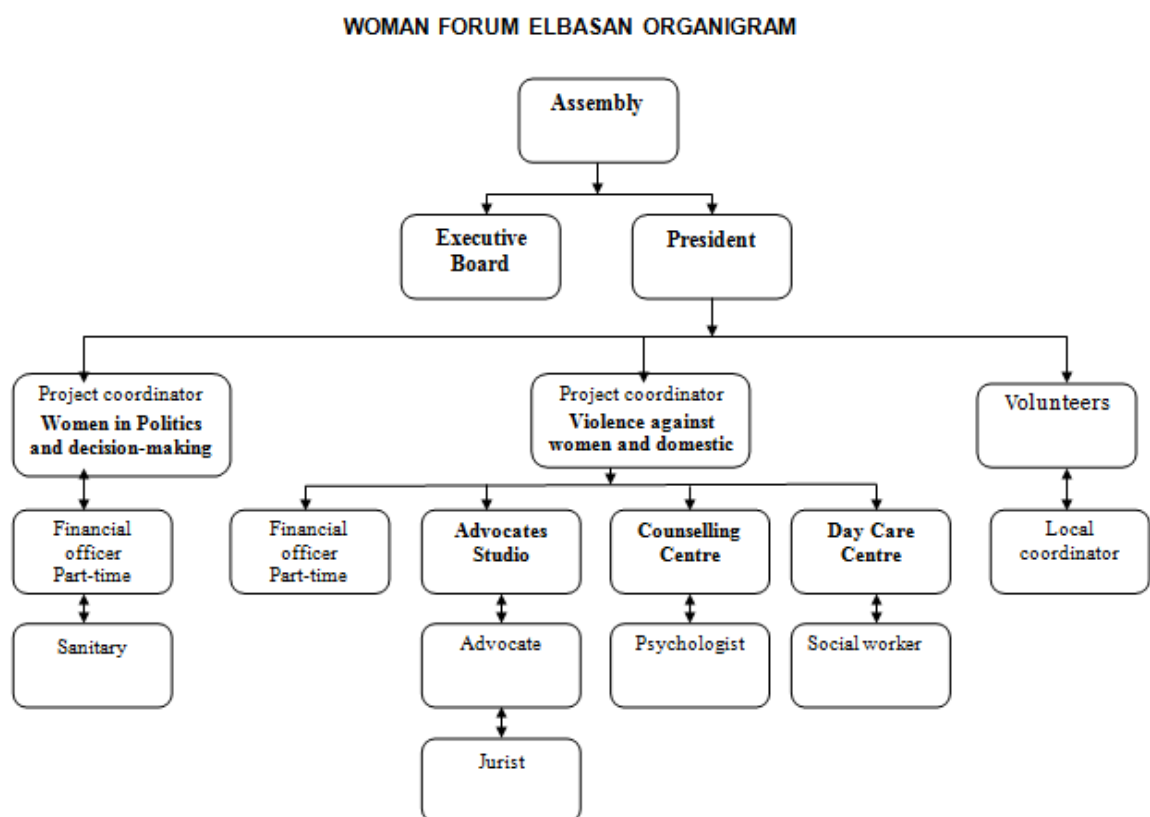 WOMAN FORUM ELBASAN ORGANIGRAM
Assembly
Executive
Board
President
Project coordinator
Women in Politics
and decision-making
Project coordinator
Violence against
women and domestic
Volunteers
Financial
officer
Part-time
Financial
officer
Part-time
Advocates
Studio
Counselling
Centre
Day Care
Centre
Local
coordinator
Sanitary
Advocate
Psychologist
Social worker
Jurist